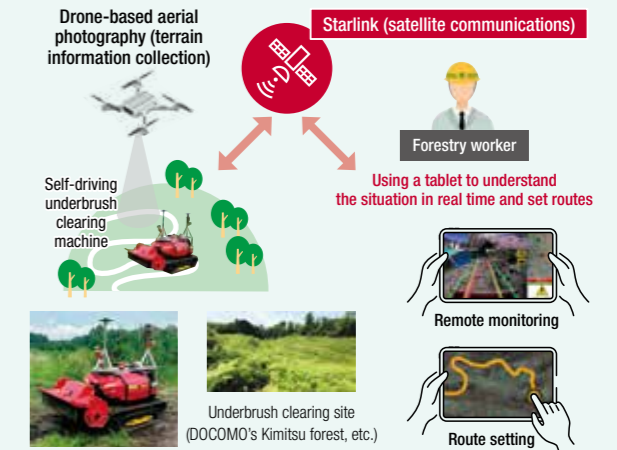 Drone-based aerial
photography (terrain
information collection)
Starlink (satellite communications)
Forestry worker
Using a tablet to understand
the situation in real time and set routes
Self-driving
underbrush
clearing
machine
Remote monitoring
Underbrush clearing site
(DOCOMO's Kimitsu forest, etc.)
Route setting